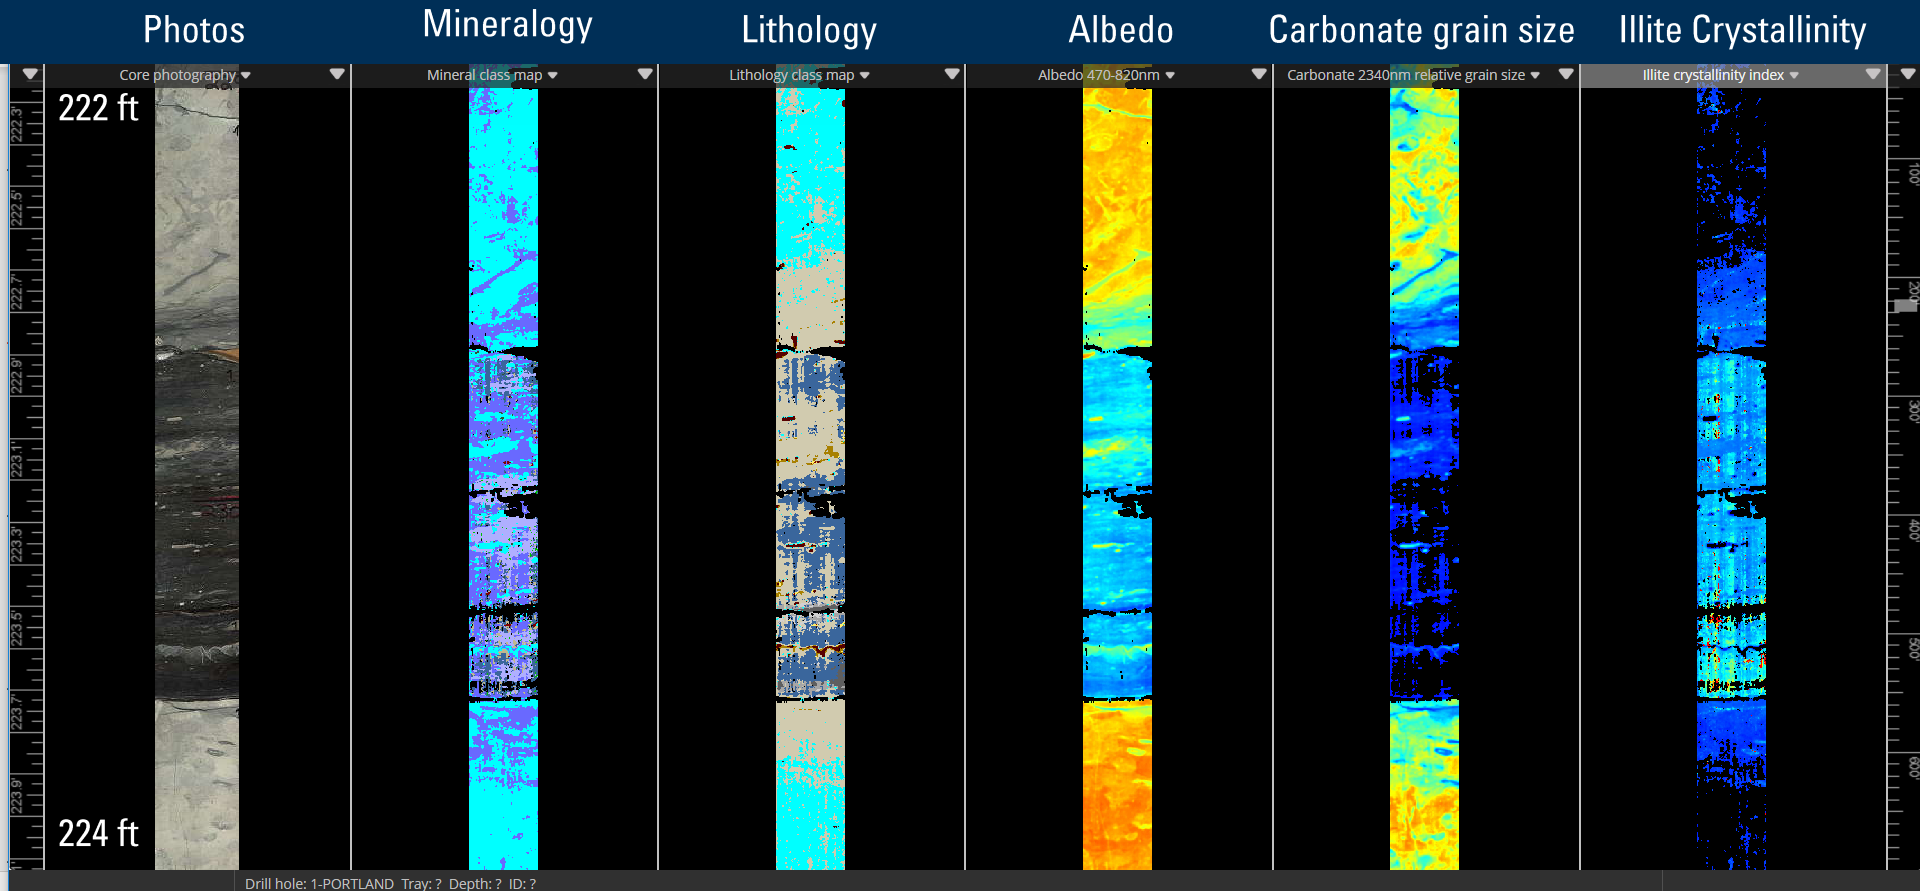 Photos
Mineralogy
Lithology
Albedo
Carbonate grain size
Illite Crystallinity
Core photography
Mineral class map
Lithology class map
Albedo 470-820nm
Carbonate 2340nm relative grain size
Illite crystallinity index
222 ft
222.3'
222.5'
222.7'
222.9'
223.1'
223.3'
223.5'
223.7'
223.9'
224 ft
100'
200'
300'
400'
500'
600'
Drill hole: 1-PORTLAND Tray: ? Depth: ? ID: ?